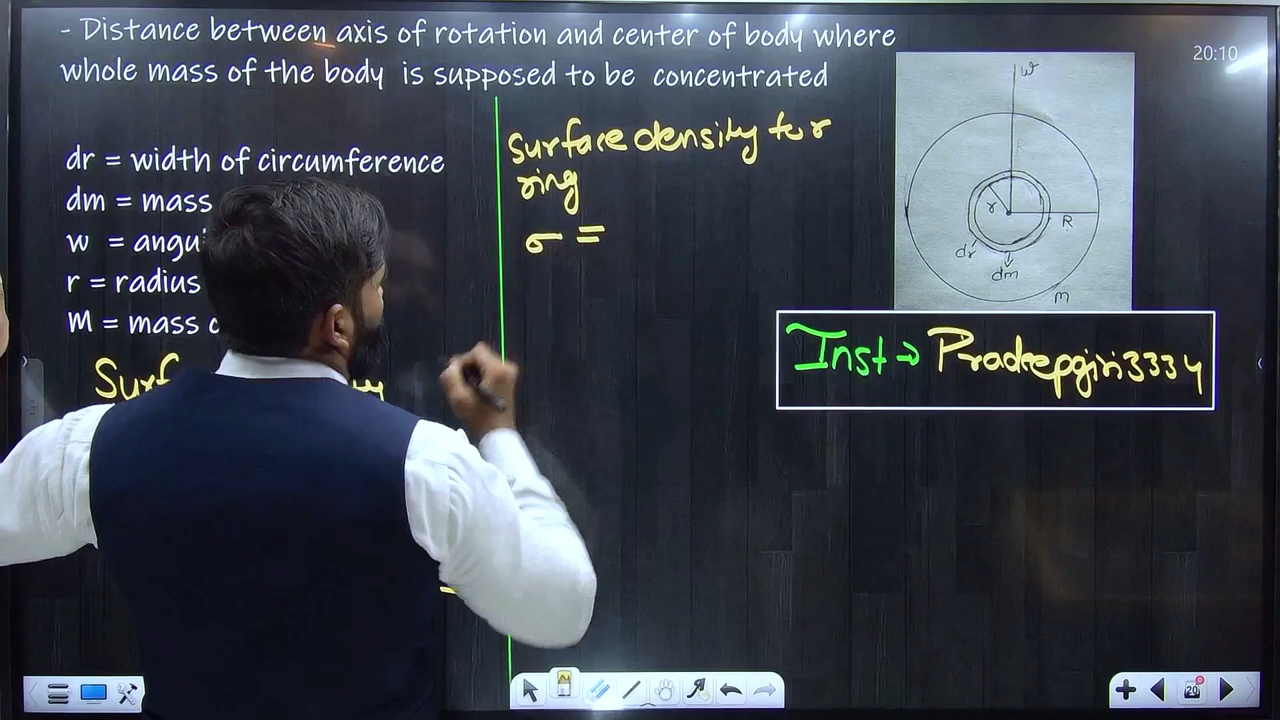 - Distance between axis of rotation and center of body where
whole mass of the body is supposed to be concentrated
20:10
dr = width of circumference
dm = mass
w = angu
r = radius
M = mass o
Surf
Surface density for
ring
σ =
w
r
R
dr
dm
M
Inst → Pradeepgiri3334
20